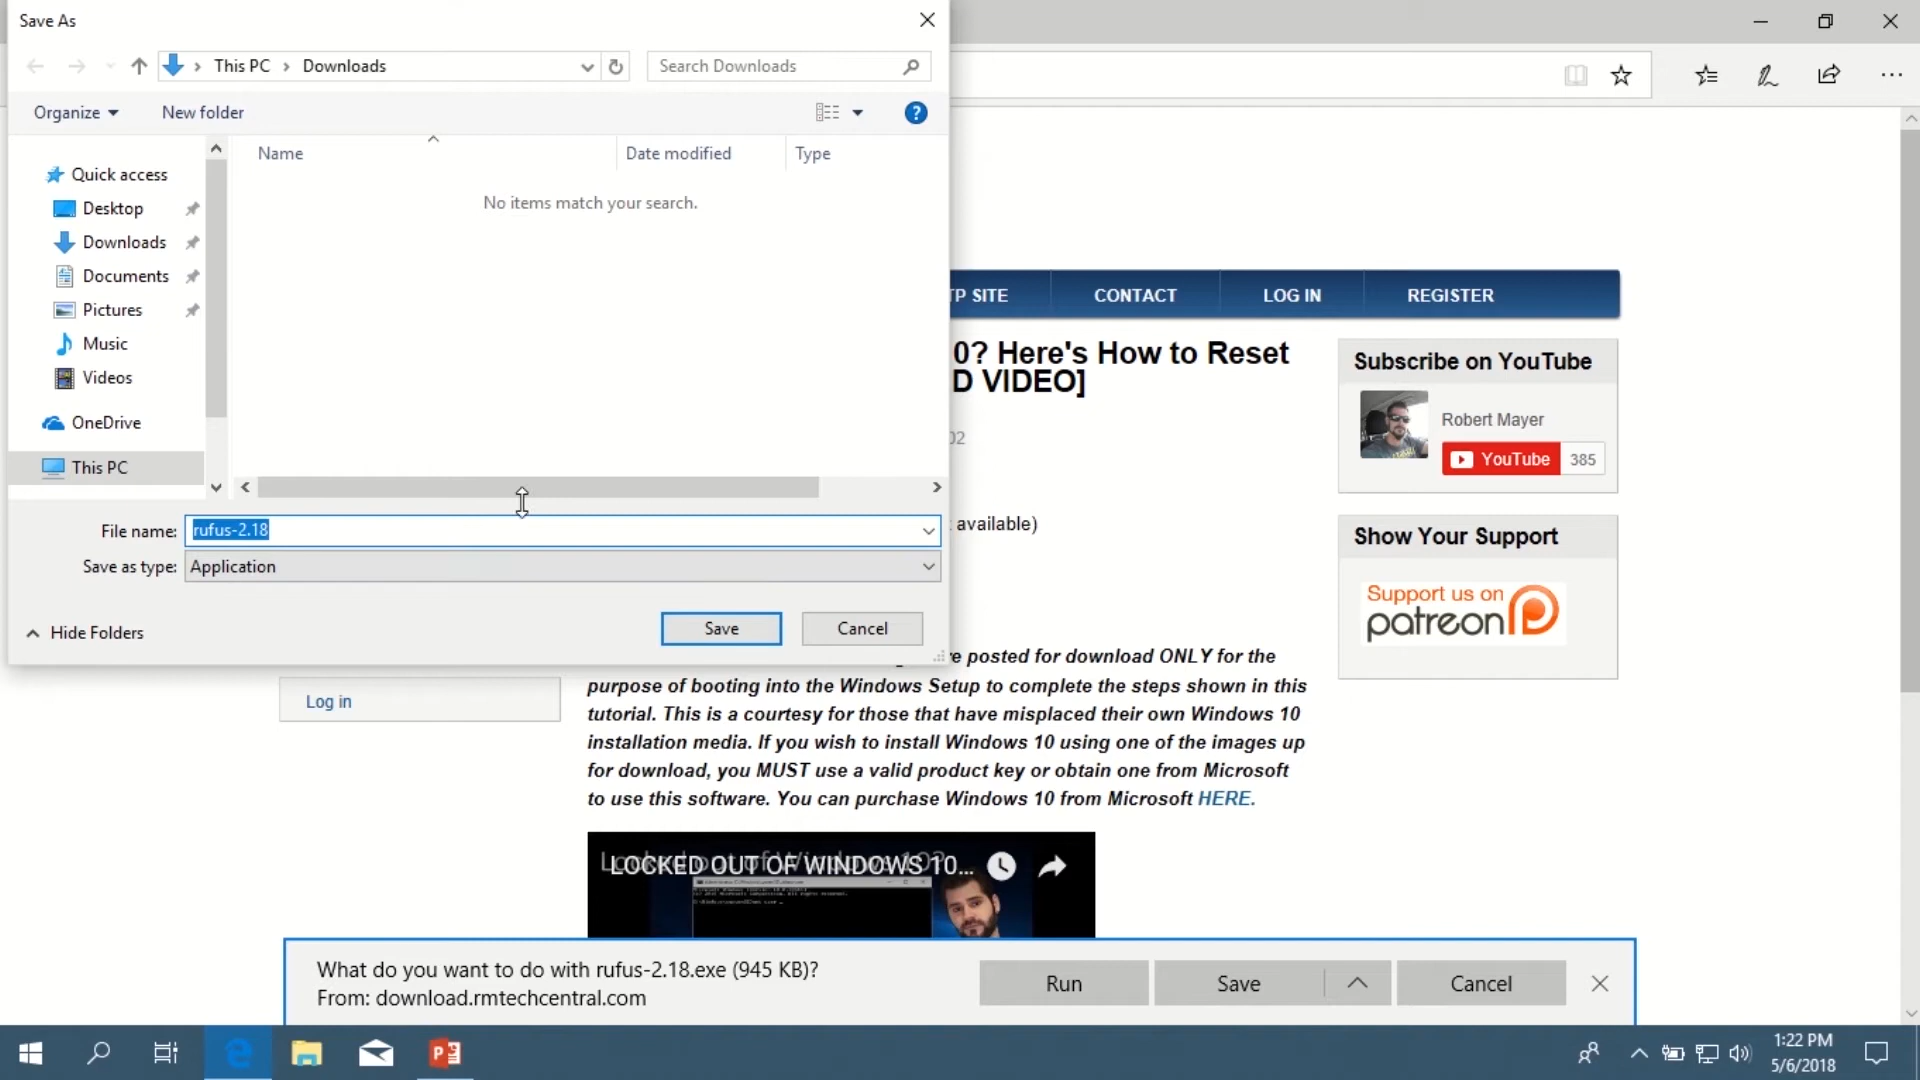 Save As
This PC
Downloads
Search Downloads
Organize
New folder
?
Name
Date modified
Type
No items match your search.
Quick access
Desktop
Downloads
Documents
Pictures
Music
Videos
OneDrive
This PC
File name:
rufus-2.18
Save as type:
Application
Hide Folders
Save
Cancel
TP SITE
CONTACT
LOG IN
REGISTER
0? Here's How to Reset
D VIDEO]
02
available)
Subscribe on YouTube
Robert Mayer
YouTube
385
Show Your Support
Support us on
patreon
Log in
posted for download ONLY for the
purpose of booting into the Windows Setup to complete the steps shown in this
tutorial. This is a courtesy for those that have misplaced their own Windows 10
installation media. If you wish to install Windows 10 using one of the images up
for download, you MUST use a valid product key or obtain one from Microsoft
to use this software. You can purchase Windows 10 from Microsoft HERE.
LOCKED OUT OF WINDOWS 10...
What do you want to do with rufus-2.18.exe (945 KB)?
From: download.rmtechcentral.com
Run
Save
Cancel
1:22 PM
5/6/2018